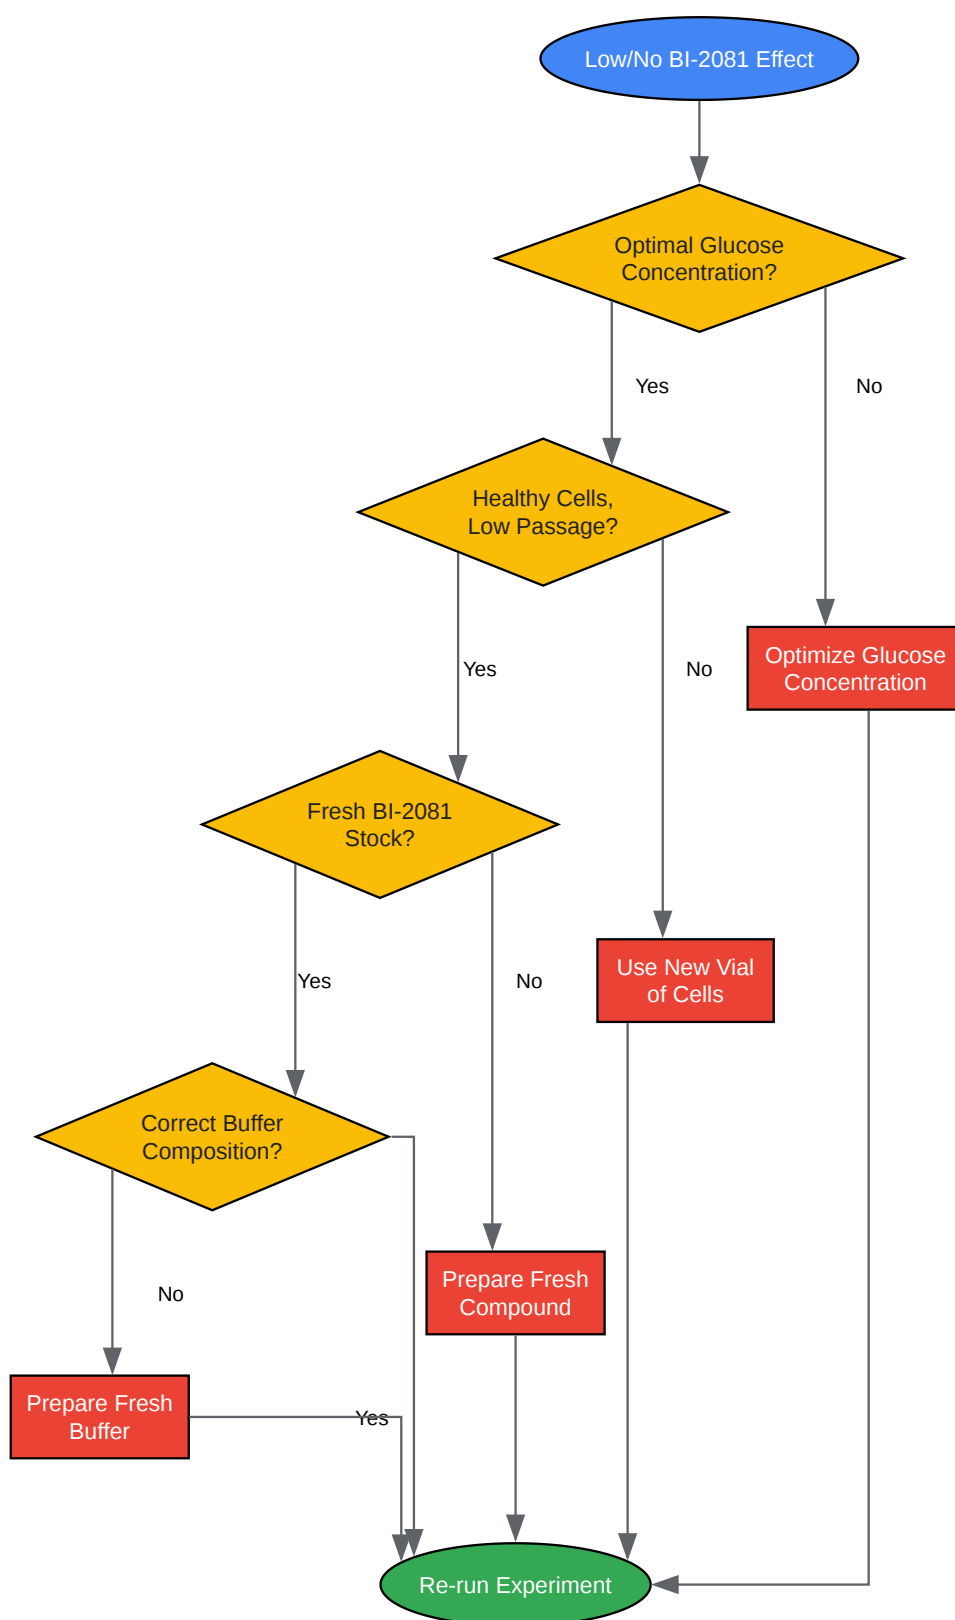 Low/No BI-2081 Effect
Optimal Glucose
Concentration?
Yes
No
Healthy Cells,
Low Passage?
Optimize Glucose
Concentration
Yes
No
Fresh BI-2081
Stock?
Use New Vial
of Cells
Yes
No
Correct Buffer
Composition?
Prepare Fresh
Compound
No
Prepare Fresh
Buffer
Yes
Re-run Experiment